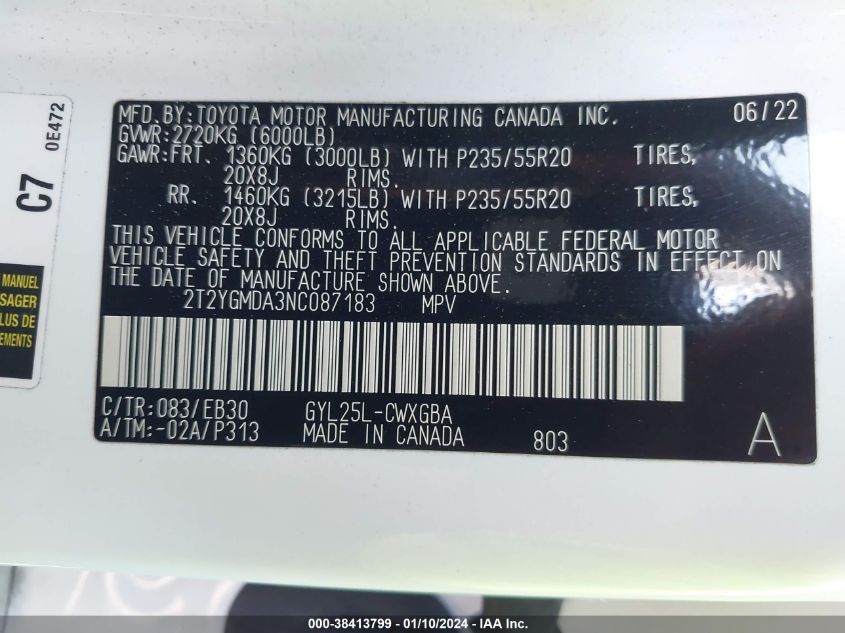 MFD. BY: TOYOTA MOTOR MANUFACTURING CANADA INC. 06/22
GVWR: 2720KG (6000LB)
GAWR: FRT. 1360KG (3000LB) WITH P235/55R20 TIRES,
20X8J RIMS.
RR. 1460KG (3215LB) WITH P235/55R20 TIRES,
20X8J RIMS.
THIS VEHICLE CONFORMS TO ALL APPLICABLE FEDERAL MOTOR
VEHICLE SAFETY AND THEFT PREVENTION STANDARDS IN EFFECT ON
THE DATE OF MANUFACTURE SHOWN ABOVE.
2T2YGMDA3NC087183 MPV
C/TR: 083/EB30 GYL25L-CWXGBA
A/TM:-02A/P313 MADE IN CANADA 803 A
C7 0E472
MANUEL
SAGER
LUS DE
EMENTS
000-38413799 - 01/10/2024 - IAA Inc.